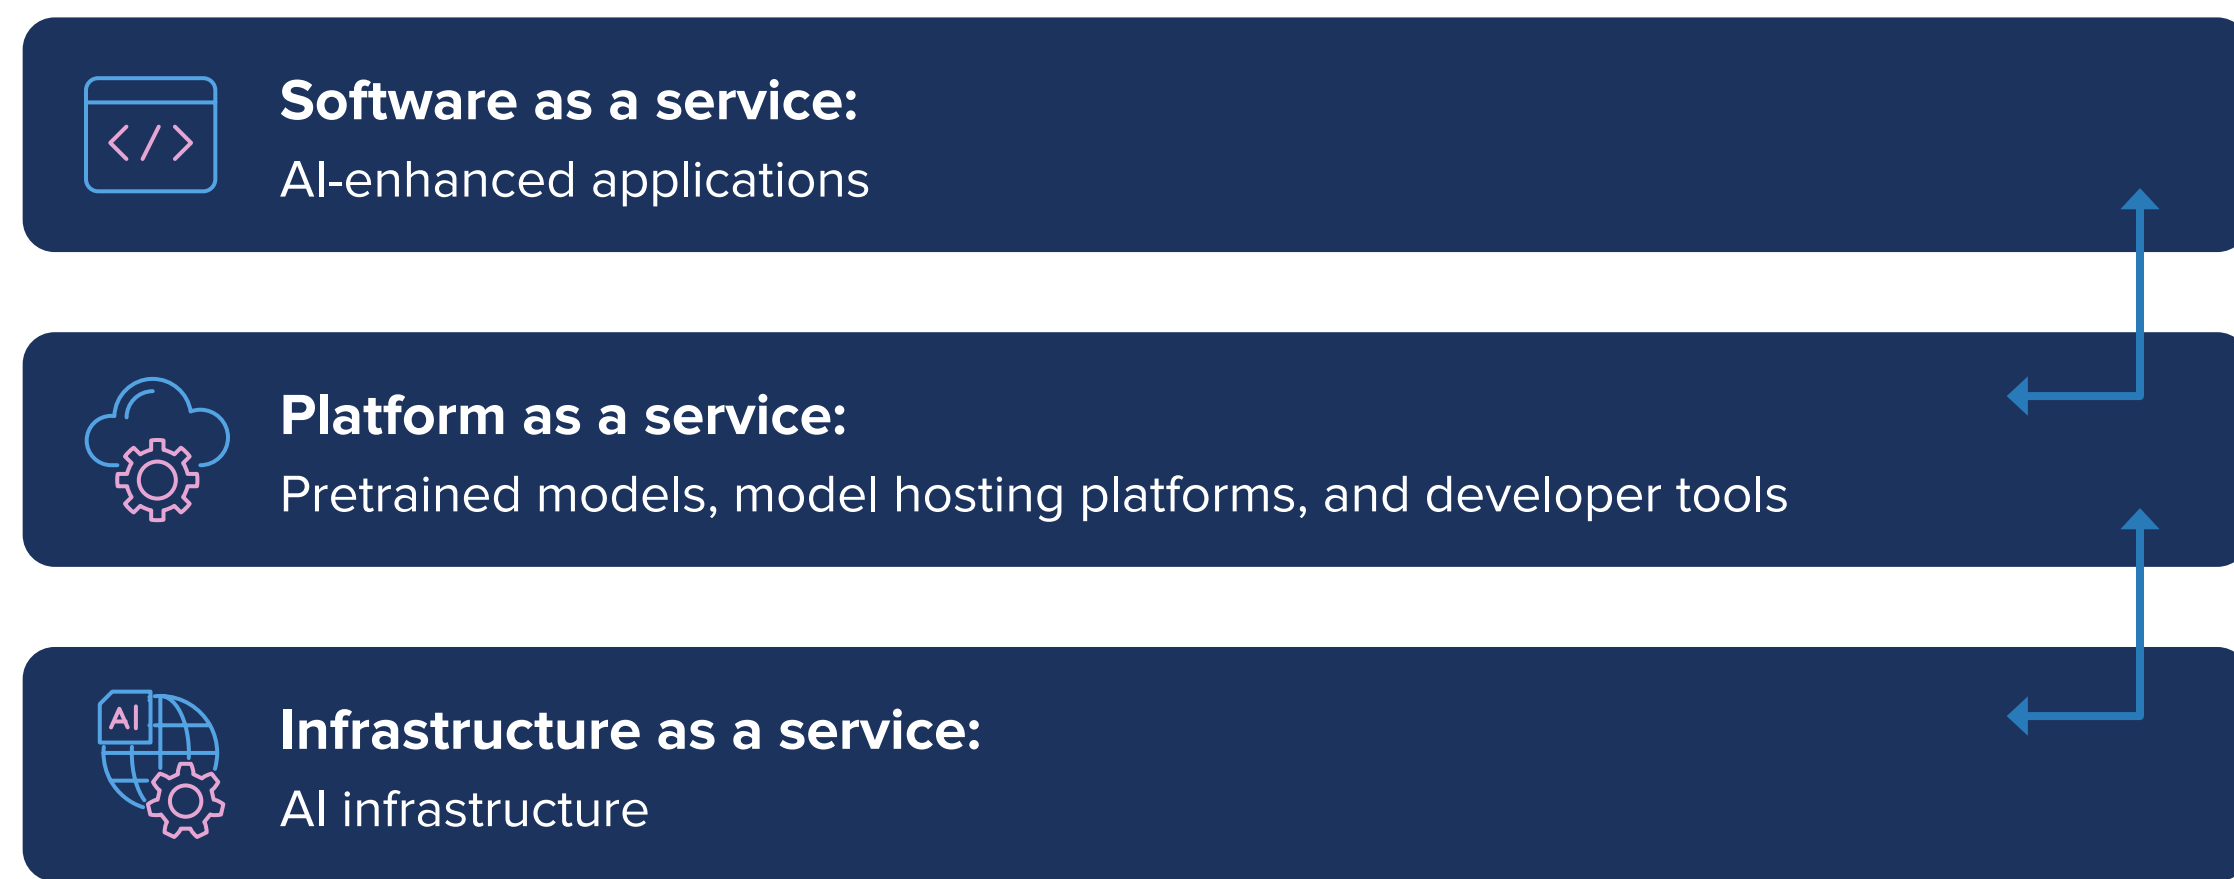 </>
Software as a service:
AI-enhanced applications
Platform as a service:
Pretrained models, model hosting platforms, and developer tools
AI
Infrastructure as a service:
AI infrastructure